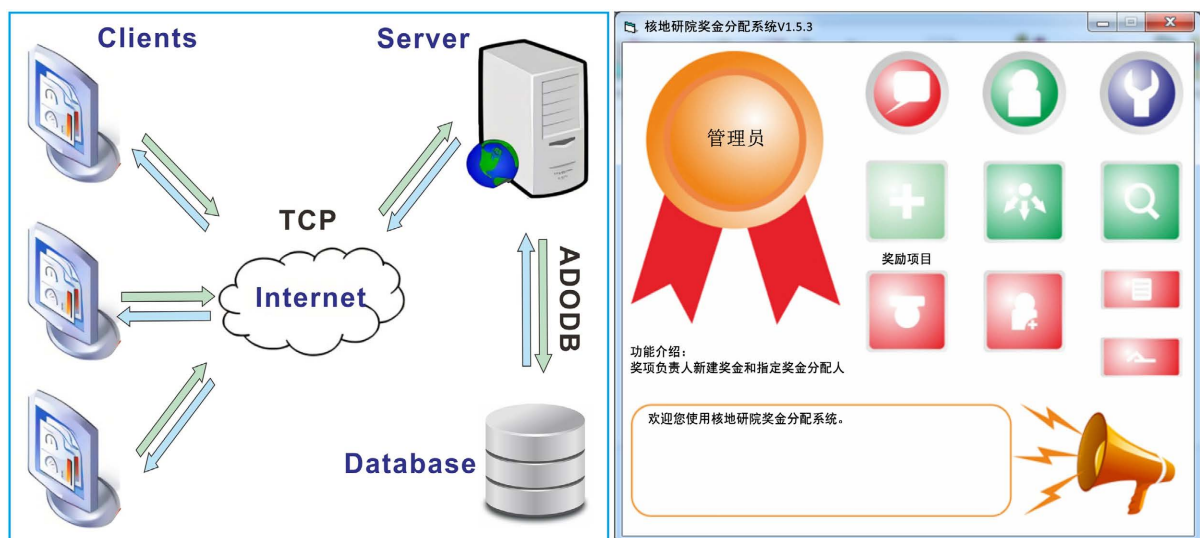 Clients
Server
TCP
Internet
ADODB
Database
核地研院奖金分配系统V1.5.3
管理员
奖励项目
功能介绍：
奖项负责人新建奖金和指定奖金分配人
欢迎您使用核地研院奖金分配系统。